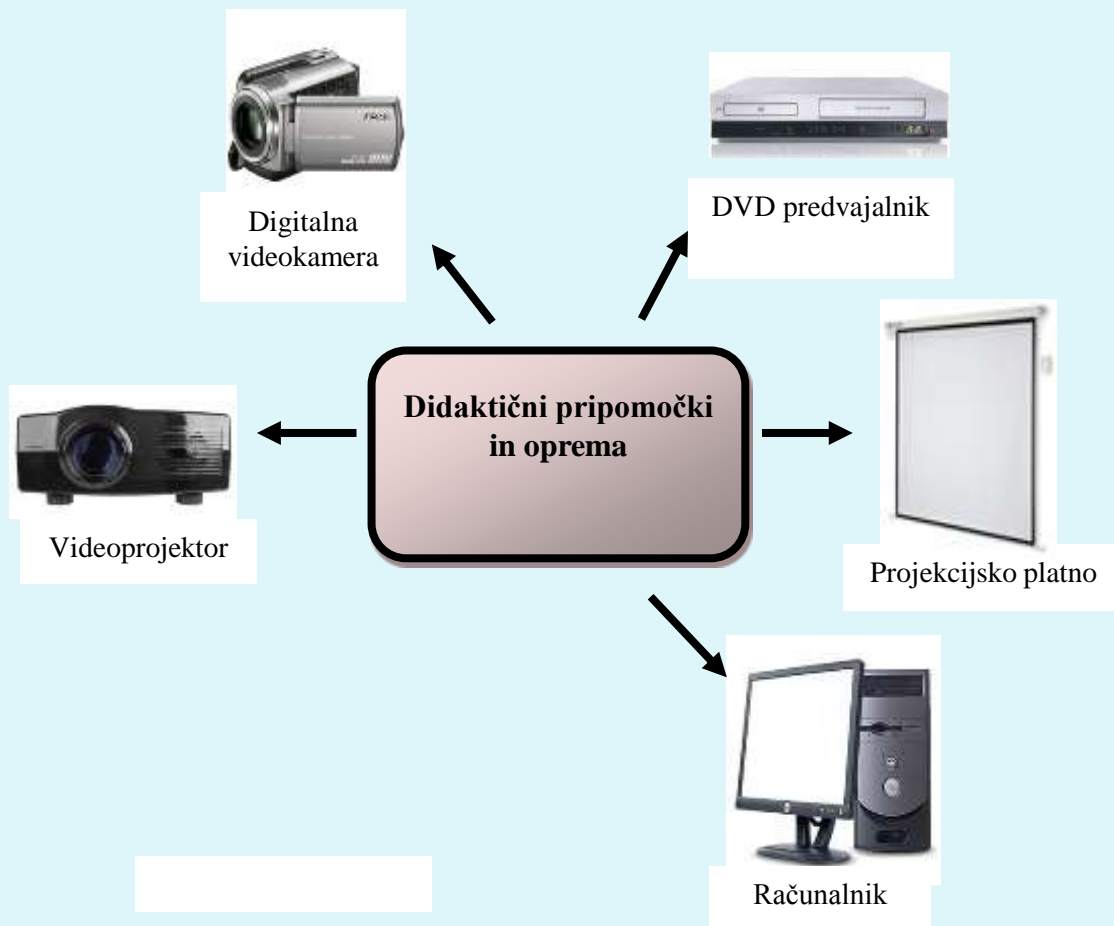 Digitalna
videokamera
DVD predvajalnik
Didaktični pripomočki
in oprema
Videoprojektor
Projekcijsko platno
Računalnik